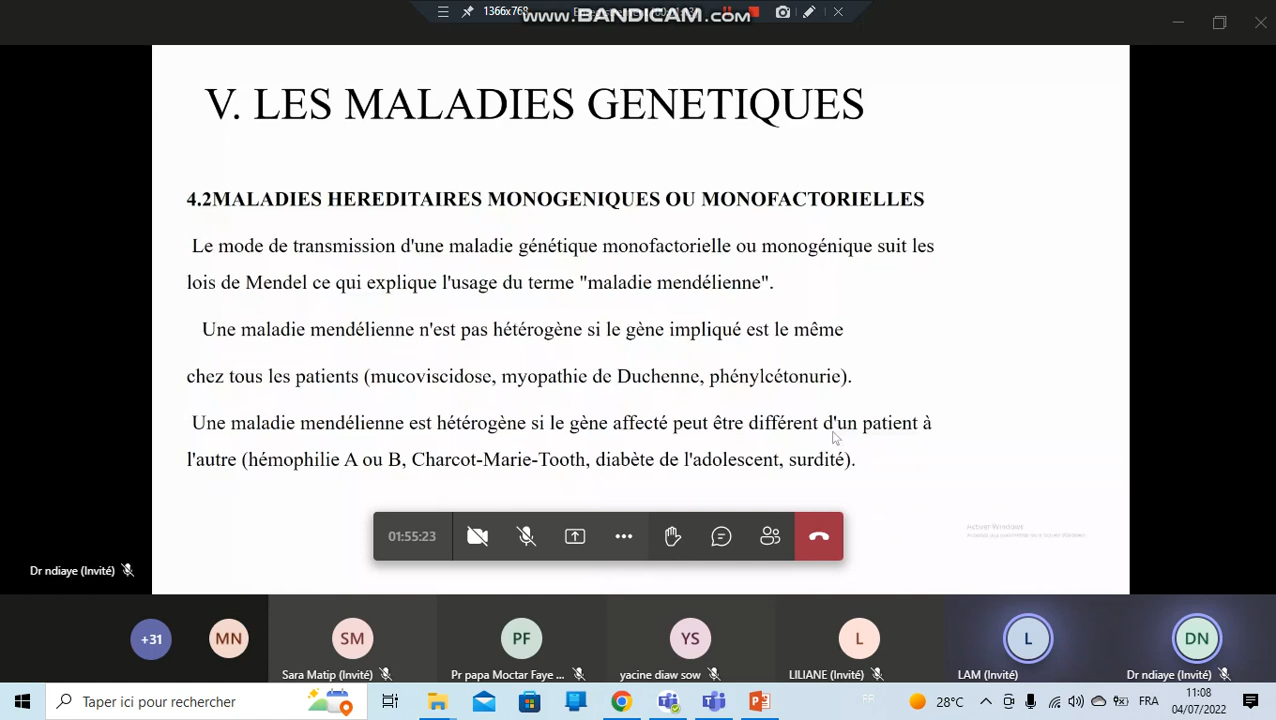 1366x768
www.BANDICAM.com
V. LES MALADIES GENETIQUES
4.2MALADIES HEREDITAIRES MONOGENIQUES OU MONOFACTORIELLES
Le mode de transmission d'une maladie génétique monofactorielle ou monogénique suit les
lois de Mendel ce qui explique l'usage du terme "maladie mendélienne".
Une maladie mendélienne n'est pas hétérogène si le gène impliqué est le même
chez tous les patients (mucoviscidose, myopathie de Duchenne, phénylcétonurie).
Une maladie mendélienne est hétérogène si le gène affecté peut être différent d'un patient à
l'autre (hémophilie A ou B, Charcot-Marie-Tooth, diabète de l'adolescent, surdité).
01:55:23
Activer Windows
Dr ndiaye (Invité)
+31 MN SM PF YS L L DN
Sara Matip (Invité) Pr papa Moctar Faye ... yacine diaw sow LILIANE (Invité) LAM (Invité) Dr ndiaye (Invité)
Taper ici pour rechercher 28°C FRA 11:08
04/07/2022